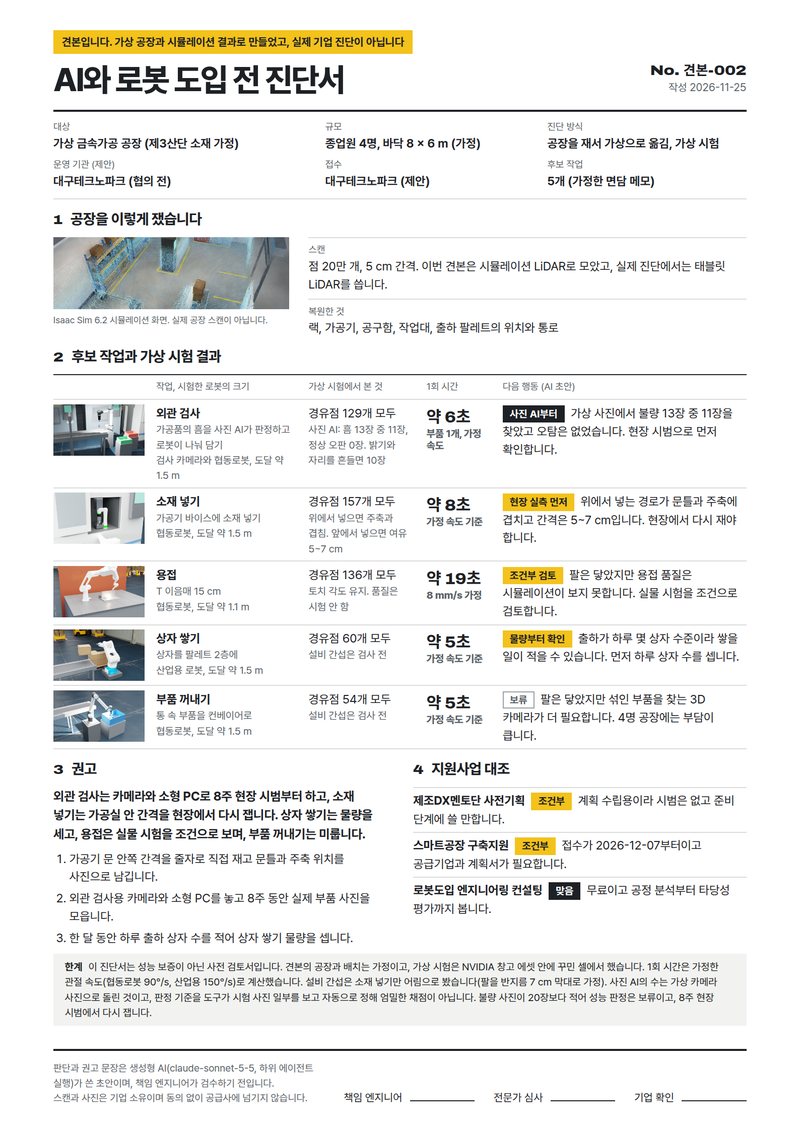 견본입니다. 가상 공장과 시뮬레이션 결과로 만들었고, 실제 기업 진단이 아닙니다
AI와 로봇 도입 전 진단서
No. 견본-002
작성 2026-11-25
대상
가상 금속가공 공장 (제3산단 소재 가정)
규모
종업원 4명, 바닥 8 × 6 m (가정)
진단 방식
공장을 재서 가상으로 옮김, 가상 시험
운영 기관 (제안)
대구테크노파크 (협의 전)
접수
대구테크노파크 (제안)
후보 작업
5개 (가정한 면담 메모)
1 공장을 이렇게 쟀습니다
Isaac Sim 6.2 시뮬레이션 화면. 실제 공장 스캔이 아닙니다.
스캔
점 20만 개, 5 cm 간격. 이번 견본은 시뮬레이션 LiDAR로 모았고, 실제 진단에서는 태블릿
LiDAR를 씁니다.
복원한 것
랙, 가공기, 공구함, 작업대, 출하 팔레트의 위치와 통로
2 후보 작업과 가상 시험 결과
작업, 시험한 로봇의 크기
가상 시험에서 본 것
1회 시간
다음 행동 (AI 초안)
외관 검사
가공품의 흠을 사진 AI가 판정하고
로봇이 나눠 담기
검사 카메라와 협동로봇, 도달 약
1.5 m
경유점 129개 모두
사진 AI: 흠 13장 중 11장,
정상 오판 0장. 밝기와
자리를 흔들면 10장
약 6초
부품 1개, 가정
속도
사진 AI부터 가상 사진에서 불량 13장 중 11장을
찾았고 오탐은 없었습니다. 현장 시범으로 먼저
확인합니다.
소재 넣기
가공기 바이스에 소재 넣기
협동로봇, 도달 약 1.5 m
경유점 157개 모두
위에서 넣으면 주축과
겹침. 앞에서 넣으면 여유
5~7 cm
약 8초
가정 속도 기준
현장 실측 먼저 위에서 넣는 경로가 문틀과 주축에
겹치고 간격은 5~7 cm입니다. 현장에서 다시 재야
합니다.
용접
T 이음매 15 cm
협동로봇, 도달 약 1.1 m
경유점 136개 모두
토치 각도 유지. 품질은
시험 안 함
약 19초
8 mm/s 가정
조건부 검토 팔은 닿았지만 용접 품질은
시뮬레이션이 보지 못합니다. 실물 시험을 조건으로
검토합니다.
상자 쌓기
상자를 팔레트 2층에
산업용 로봇, 도달 약 1.5 m
경유점 60개 모두
설비 간섭은 검사 전
약 5초
가정 속도 기준
물량부터 확인 출하가 하루 몇 상자 수준이라 쌓을
일이 적을 수 있습니다. 먼저 하루 상자 수를 셉니다.
부품 꺼내기
통 속 부품을 컨베이어로
협동로봇, 도달 약 1.5 m
경유점 54개 모두
설비 간섭은 검사 전
약 5초
가정 속도 기준
보류 팔은 닿았지만 섞인 부품을 찾는 3D
카메라가 더 필요합니다. 4명 공장에는 부담이
큽니다.
3 권고
외관 검사는 카메라와 소형 PC로 8주 현장 시범부터 하고, 소재
넣기는 가공실 안 간격을 현장에서 다시 잽니다. 상자 쌓기는 물량을
세고, 용접은 실물 시험을 조건으로 보며, 부품 꺼내기는 미룹니다.
1. 가공기 문 안쪽 간격을 줄자로 직접 재고 문틀과 주축 위치를
사진으로 남깁니다.
2. 외관 검사용 카메라와 소형 PC를 놓고 8주 동안 실제 부품 사진을
모읍니다.
3. 한 달 동안 하루 출하 상자 수를 적어 상자 쌓기 물량을 셉니다.
4 지원사업 대조
제조DX멘토단 사전기획 조건부 계획 수립용이라 시범은 없고 준비
단계에 쓸 만합니다.
스마트공장 구축지원 조건부 접수가 2026-12-07부터이고
공급기업과 계획서가 필요합니다.
로봇도입 엔지니어링 컨설팅 맞음 무료이고 공정 분석부터 타당성
평가까지 봅니다.
한계 이 진단서는 성능 보증이 아닌 사전 검토서입니다. 견본의 공장과 배치는 가정이고, 가상 시험은 NVIDIA 창고 에셋 안에 꾸민 셀에서 했습니다. 1회 시간은 가정한
관절 속도(협동로봇 90°/s, 산업용 150°/s)로 계산했습니다. 설비 간섭은 소재 넣기만 어림으로 봤습니다(팔을 반지름 7 cm 막대로 가정). 사진 AI의 수는 가상 카메라
사진으로 돌린 것이고, 판정 기준을 도구가 시험 사진 일부를 보고 자동으로 정해 엄밀한 채점이 아닙니다. 불량 사진이 20장보다 적어 성능 판정은 보류이고, 8주 현장
시범에서 다시 잽니다.
판단과 권고 문장은 생성형 AI(claude-sonnet-5-5, 하위 에이전트
실행)가 쓴 초안이며, 책임 엔지니어가 검수하기 전입니다.
스캔과 사진은 기업 소유이며 동의 없이 공급사에 넘기지 않습니다.
책임 엔지니어
전문가 심사
기업 확인